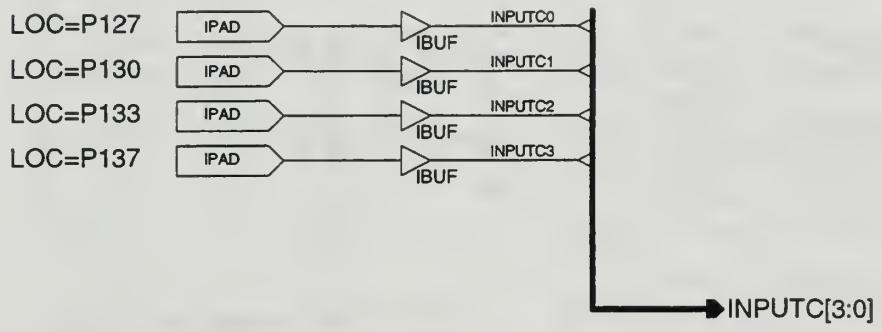 LOC=P127 IPAD IBUF INPUTC0
LOC=P130 IPAD IBUF INPUTC1
LOC=P133 IPAD IBUF INPUTC2
LOC=P137 IPAD IBUF INPUTC3
INPUTC[3:0]